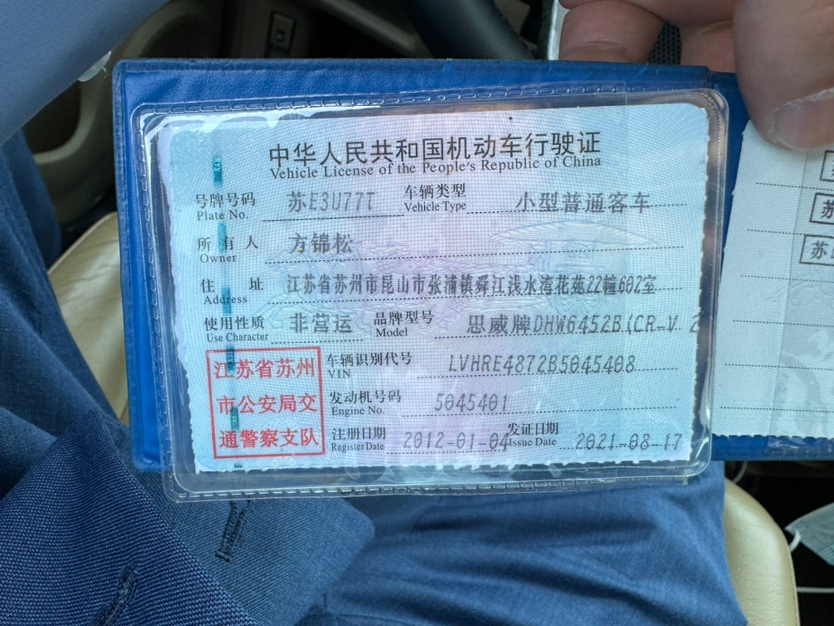 中华人民共和国机动车行驶证
Vehicle License of the People's Republic of China
号牌号码 苏E3U77T 车辆类型 小型普通客车
Plate No. Vehicle Type
所有人 方锦松
Owner
住址 江苏省苏州市昆山市张浦镇舜江浅水湾花苑22幢602室
Address
使用性质 非营运 品牌型号 思威牌DHW6452B(CR-V 2
Use Character Model
江苏省苏州
市公安局交
通警察支队
车辆识别代号 LVHRE4872B5045408
VIN
发动机号码 5045401
Engine No.
注册日期 2012-01-04 发证日期 2021-08-17
Register Date Issue Date
苏